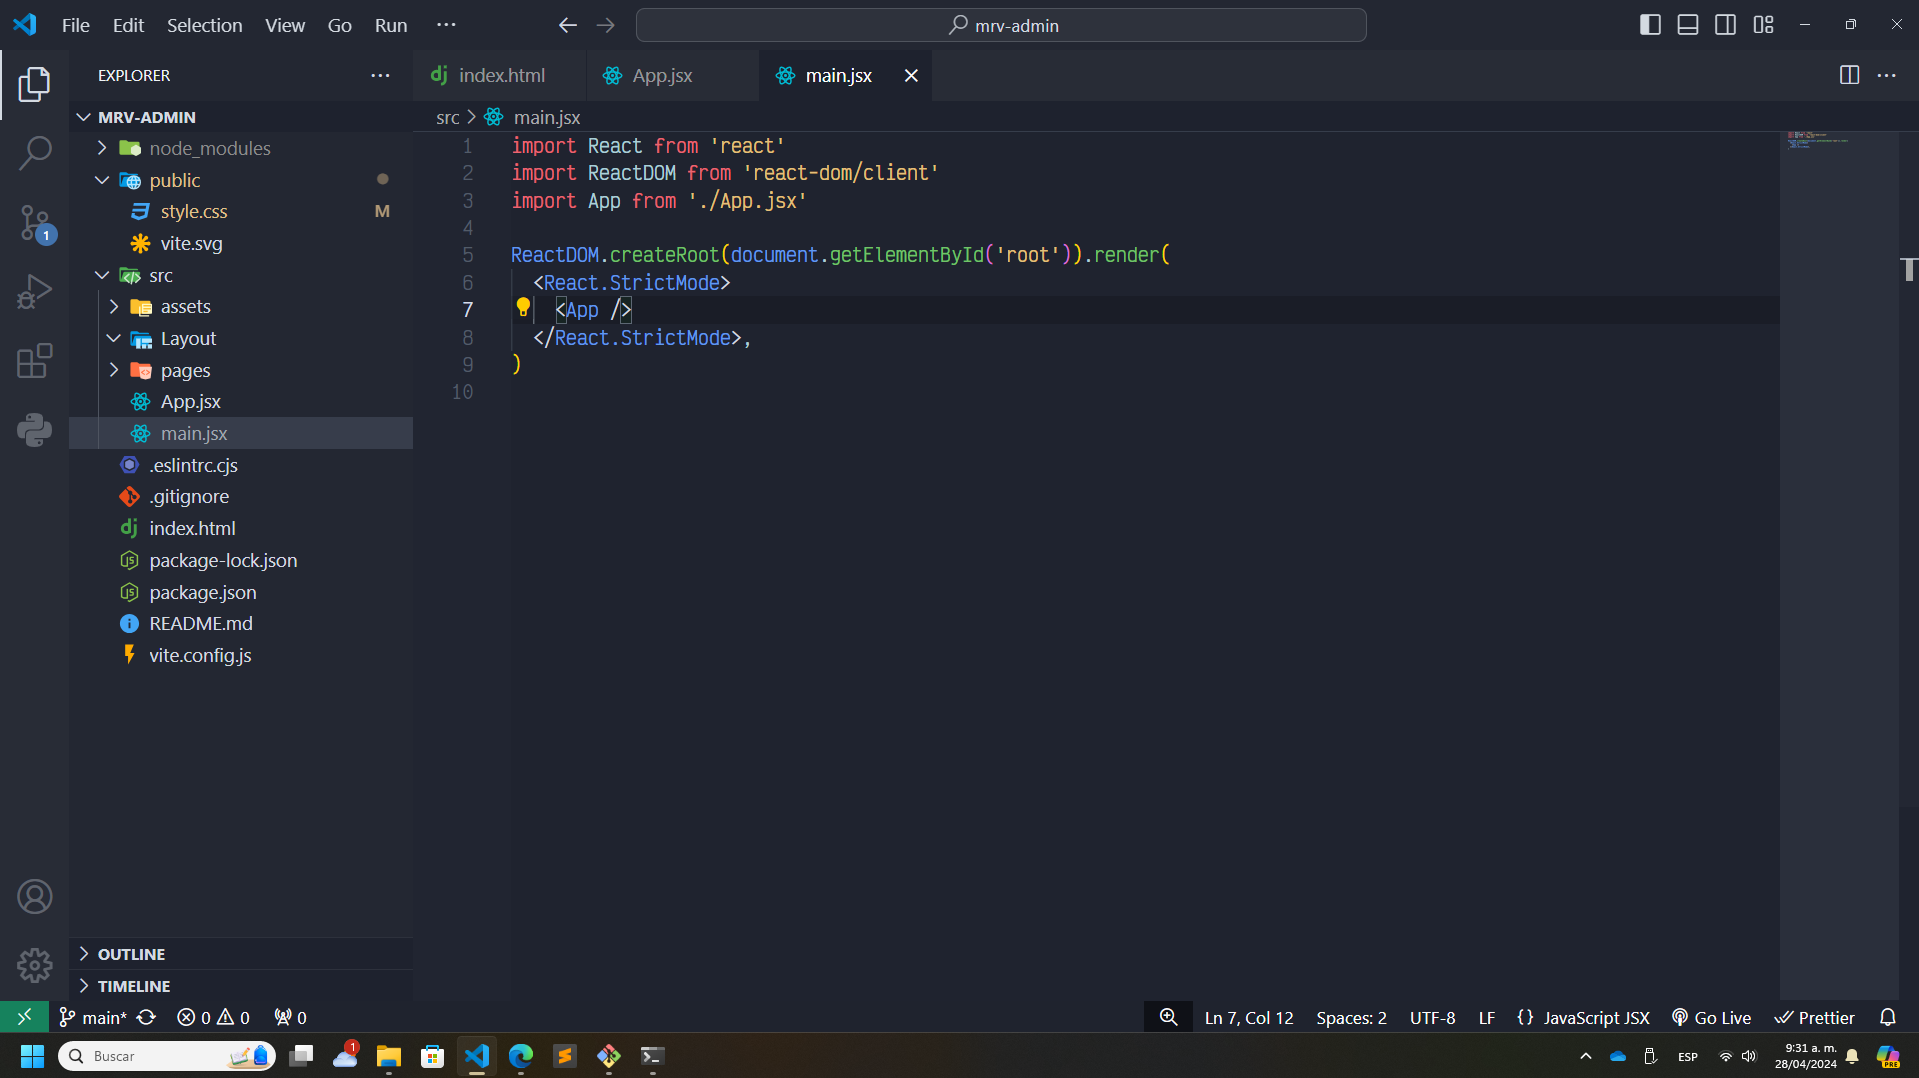 File Edit Selection View Go Run ···
mrv-admin
EXPLORER
index.html
App.jsx
main.jsx
MRV-ADMIN
node_modules
public
style.css M
vite.svg
src
assets
Layout
pages
App.jsx
main.jsx
.eslintrc.cjs
.gitignore
index.html
package-lock.json
package.json
README.md
vite.config.js
OUTLINE
TIMELINE
1
src > main.jsx
1 import React from 'react'
2 import ReactDOM from 'react-dom/client'
3 import App from './App.jsx'
4
5 ReactDOM.createRoot(document.getElementById('root')).render(
6 <React.StrictMode>
7 <App />
8 </React.StrictMode>,
9 )
10
main* 0 0 0
Ln 7, Col 12 Spaces: 2 UTF-8 LF {} JavaScript JSX Go Live Prettier
Buscar
1
ESP
9:31 a. m.
28/04/2024
PRE